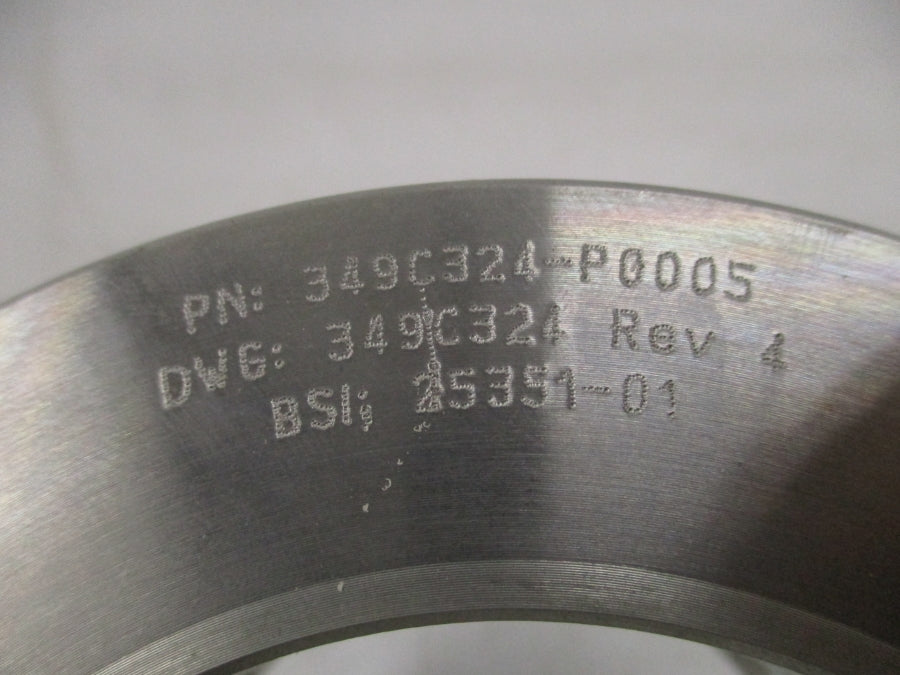 PN: 349C324-P0005
DWG: 349C324 Rev 4
BSI: 25351-01